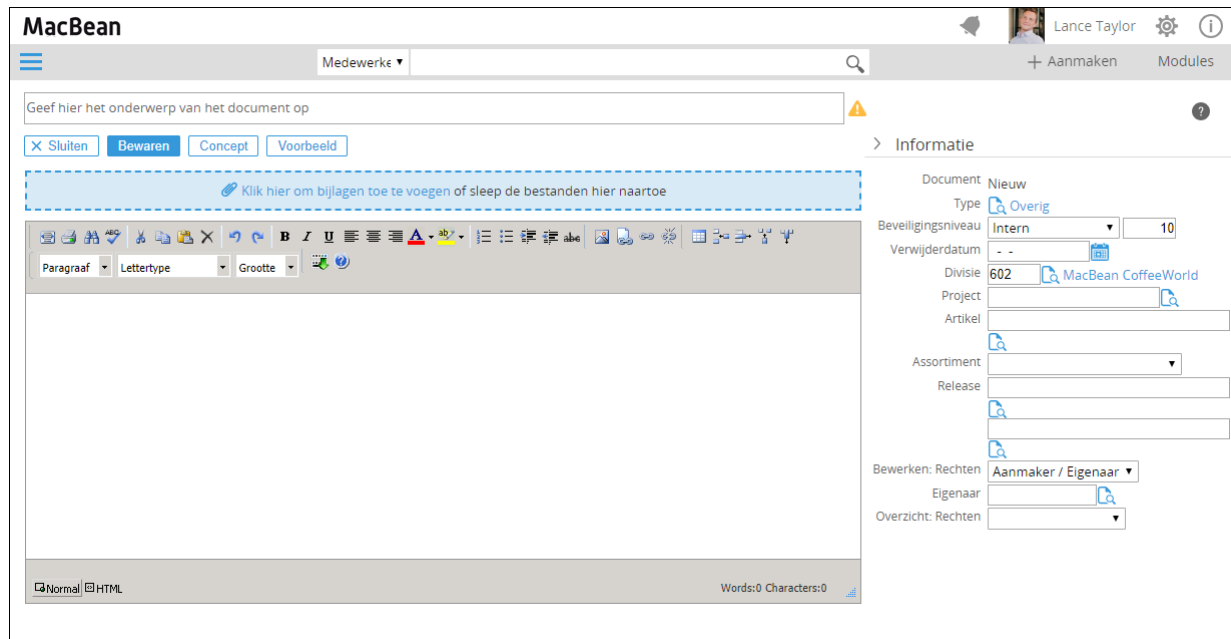 MacBean
Lance Taylor
Medewerke
Aanmaken Modules
Geef hier het onderwerp van het document op
Sluiten Bewaren Concept Voorbeeld
Klik hier om bijlagen toe te voegen of sleep de bestanden hier naartoe
Paragraaf Lettertype Grootte
Normal HTML Words:0 Characters:0
Informatie
Document Nieuw
Type Overig
Beveiligingsniveau Intern 10
Verwijderdatum - -
Divisie 602 MacBean CoffeeWorld
Project
Artikel
Assortiment
Release
Bewerken: Rechten Aanmaker / Eigenaar
Eigenaar
Overzicht: Rechten